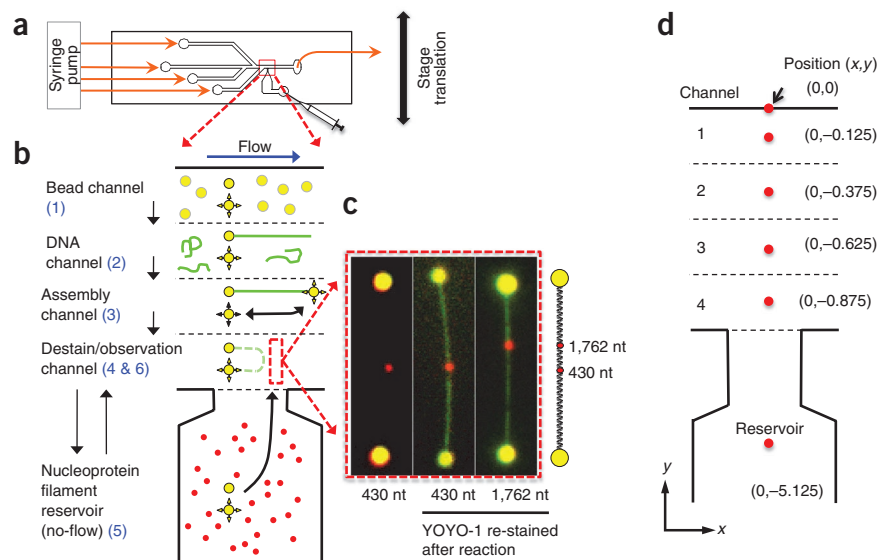 a
Syringe
pump
Stage
translation
b
Flow
Bead channel
(1)
DNA
channel (2)
Assembly
channel (3)
Destain/observation
channel (4 & 6)
Nucleoprotein
filament
reservoir
(no-flow) (5)
c
1,762 nt
430 nt
430 nt
430 nt
1,762 nt
YOYO-1 re-stained
after reaction
d
Position (x,y)
Channel
(0,0)
1
(0,–0.125)
2
(0,–0.375)
3
(0,–0.625)
4
(0,–0.875)
Reservoir
(0,–5.125)
y
x